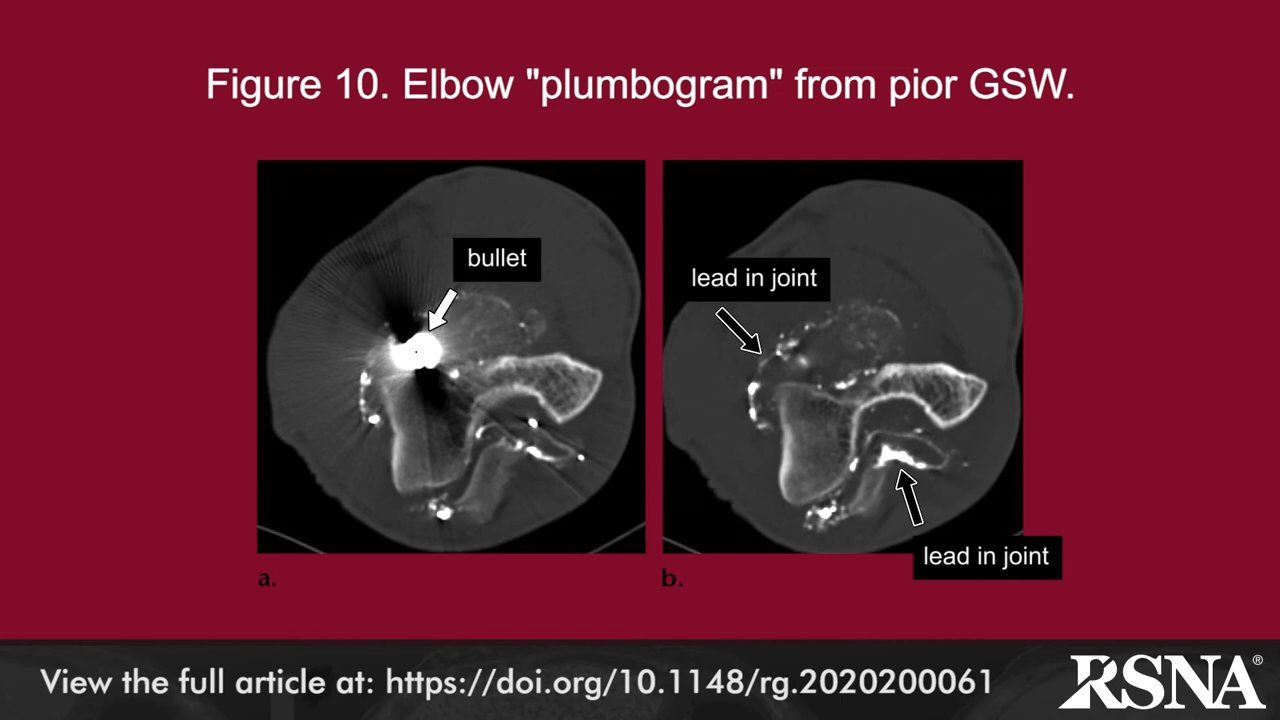 Figure 10. Elbow "plumbogram" from pior GSW.
bullet
lead in joint
lead in joint
a.
b.
View the full article at: https://doi.org/10.1148/rg.2020200061
RSNA®